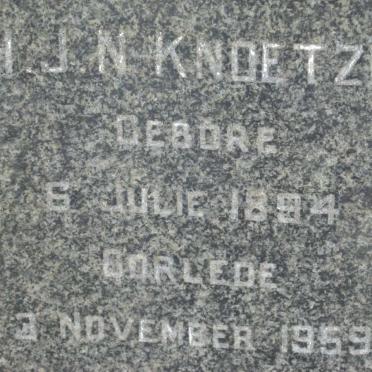 I.J.N KNOETZ
GEBORE
6 JULIE 1894
OORLEDE
3 NOVEMBER 1959